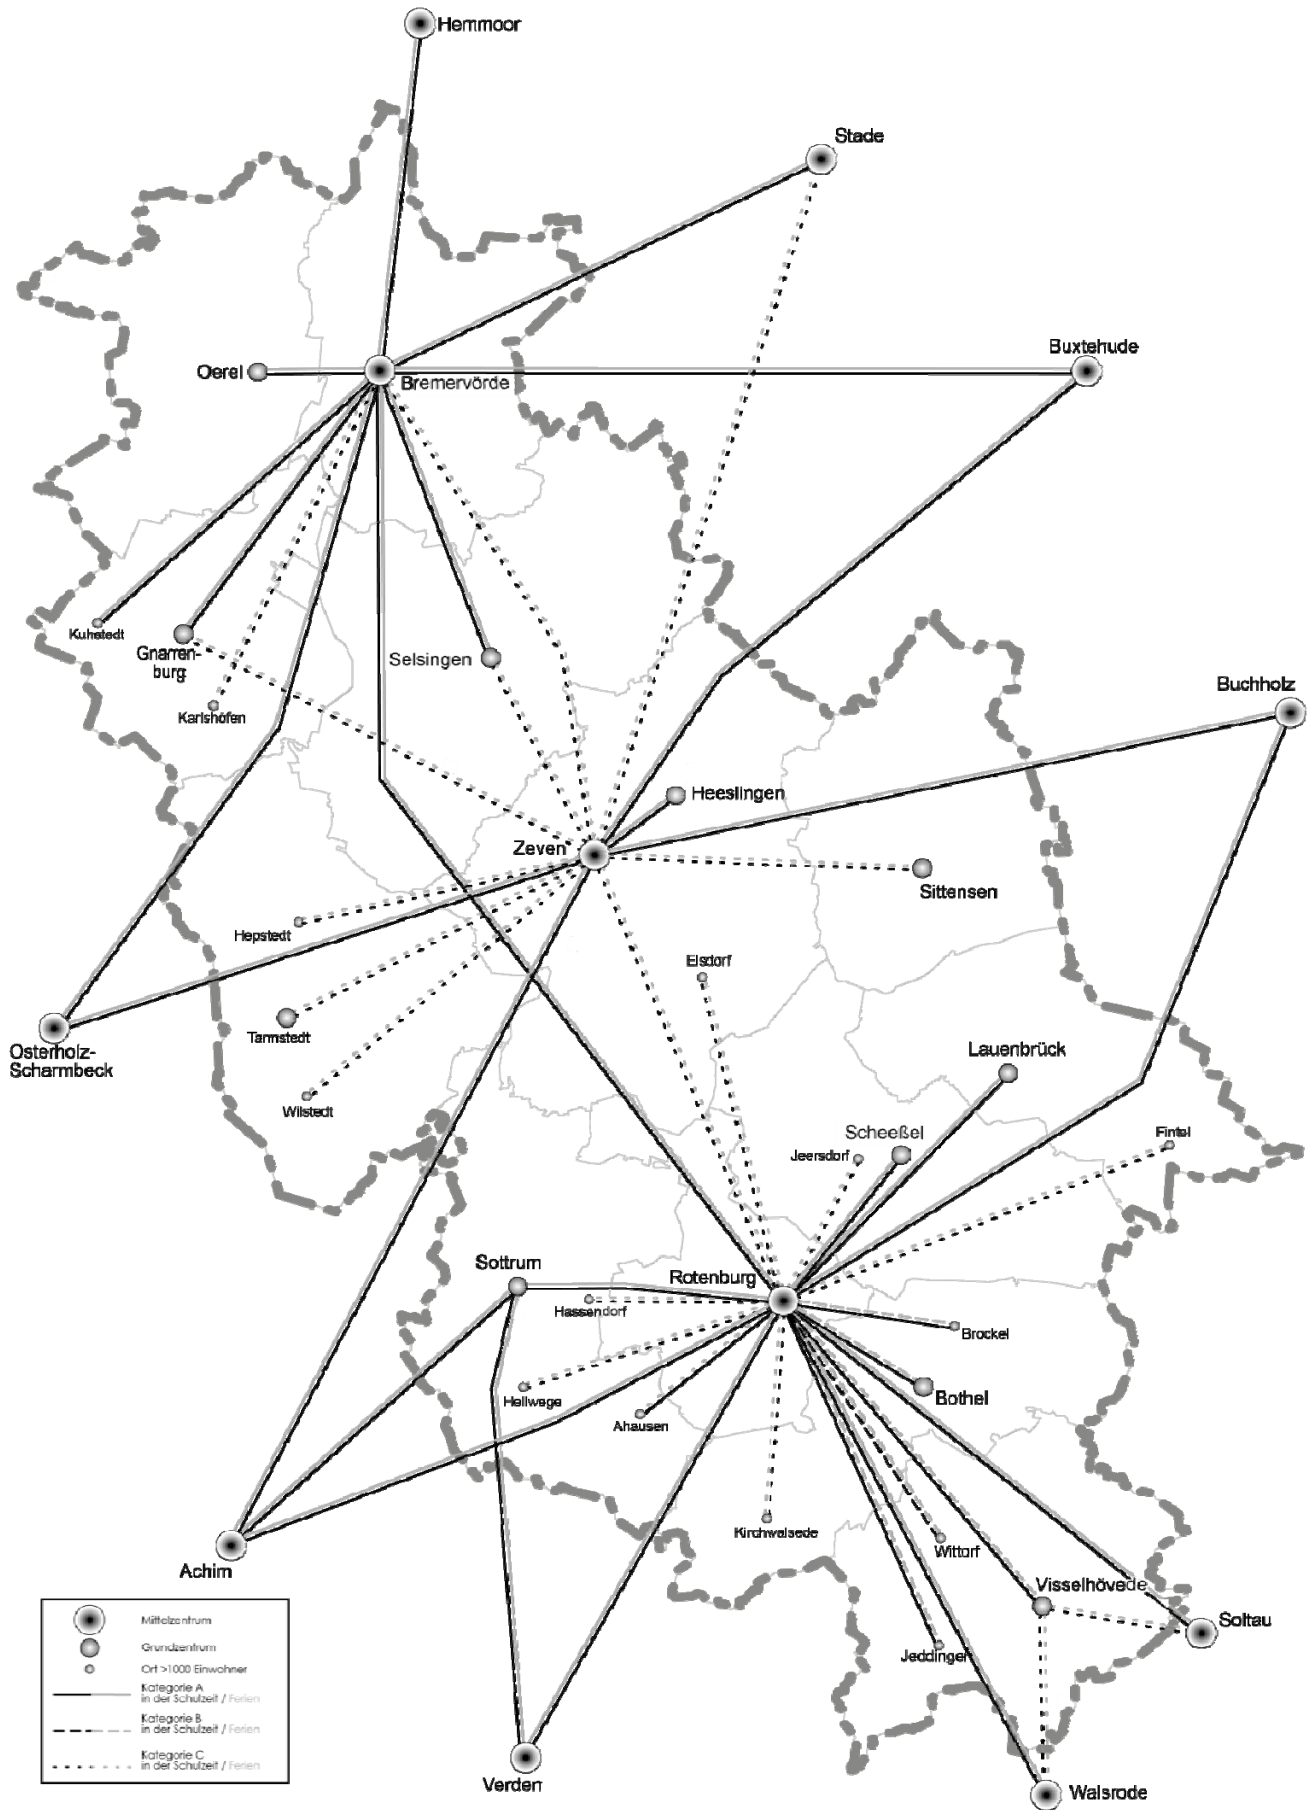 Hemmoor
Stade
Buxtehude
Oerel
Bremervörde
Kuhstedt
Gnarren-
burg
Selsingen
Karlshöfen
Buchholz
Heeslingen
Zeven
Sittensen
Hepstedt
Elsdorf
Tarmstedt
Osterholz-
Scharmbeck
Lauenbrück
Wilstedt
Scheeßel
Jeersdorf
Fintel
Sottrum
Rotenburg
Hassendorf
Brockel
Hellwege
Bothel
Ahausen
Kirchwalsede
Wittorf
Achim
Visselhövede
Soltau
Jeddingen
Verden
Walsrode
Mittelzentrum
Grundzentrum
Ort >1000 Einwohner
Kategorie A
in der Schulzeit / Ferien
Kategorie B
in der Schulzeit / Ferien
Kategorie C
in der Schulzeit / Ferien